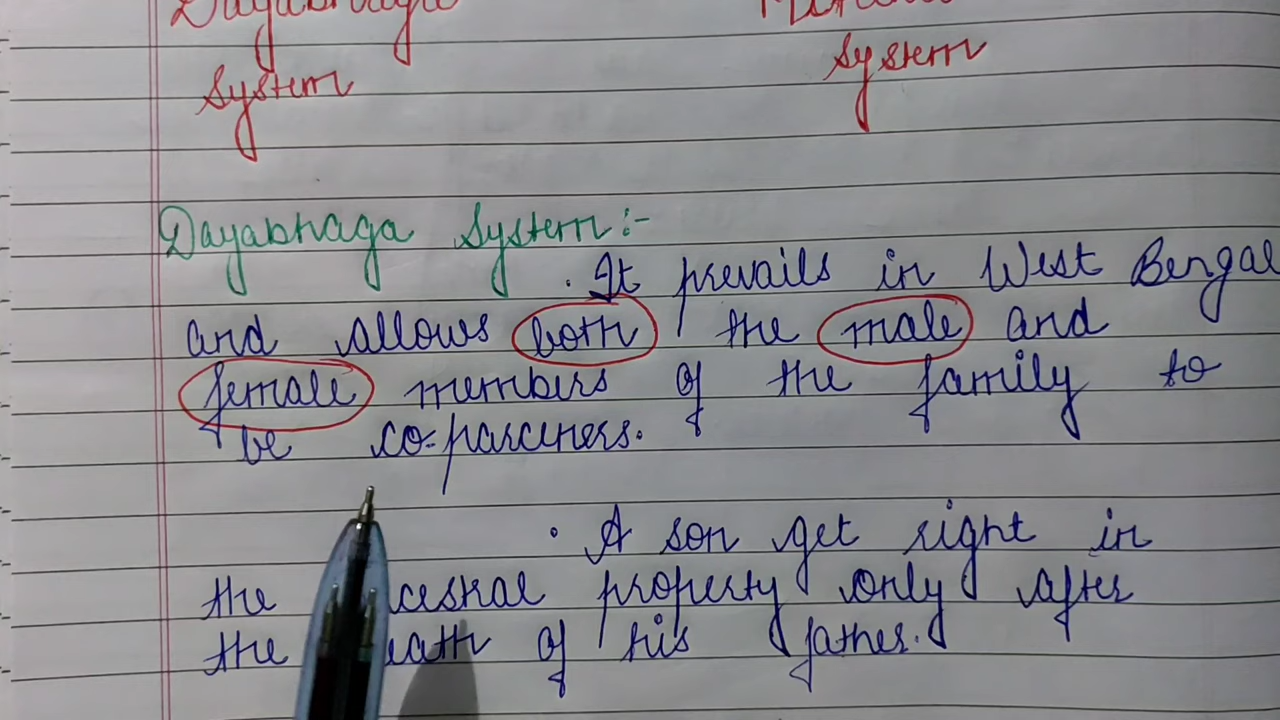 Dayabhaga
System
System
Dayabhaga System:-
· It prevails in West Bengal
and allows both the male and
female members of the family to
be co-parceners.
· A son get right in
the property only after
the of his father.